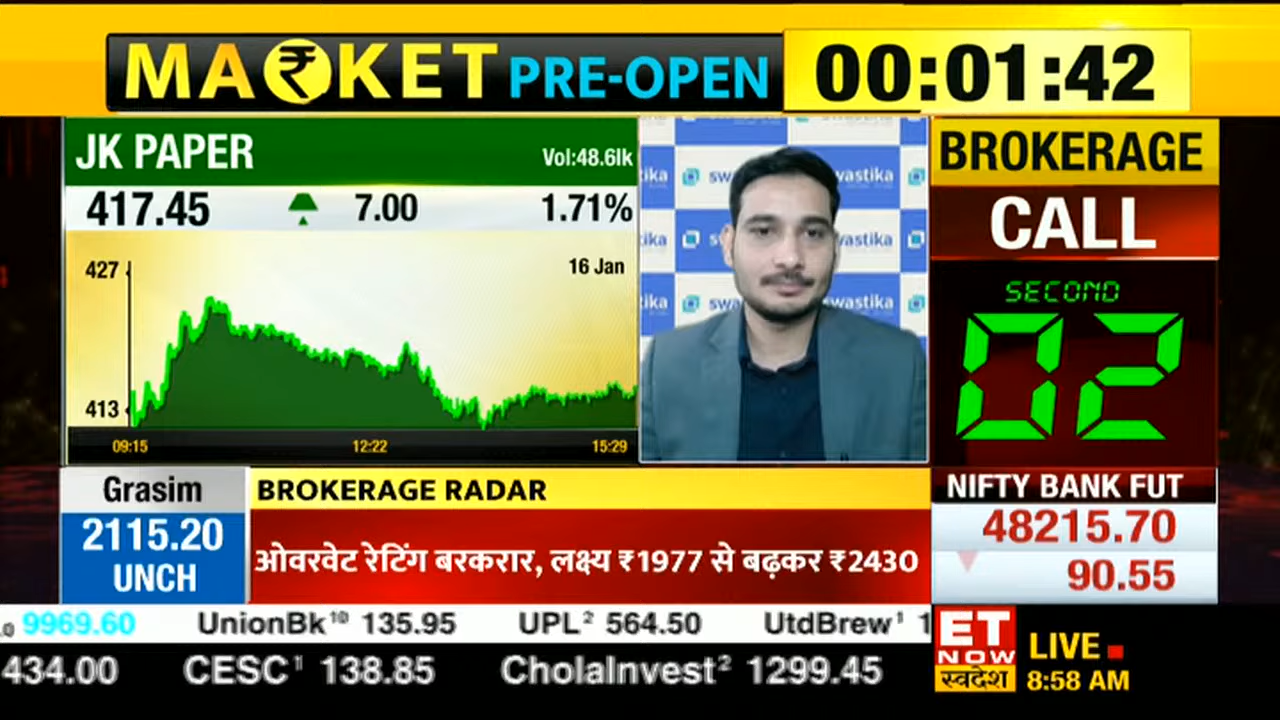 MA₹KET PRE-OPEN 00:01:42
JK PAPER Vol:48.6lk
417.45 7.00 1.71%
427
16 Jan
413
09:15 12:22 15:29
swastika
swastika
swastika
swastika
BROKERAGE
CALL
SECOND
02
Grasim
2115.20
UNCH
BROKERAGE RADAR
ओवरवेट रेटिंग बरकरार, लक्ष्य ₹1977 से बढ़कर ₹2430
NIFTY BANK FUT
48215.70
90.55
9969.60 UnionBk¹⁰ 135.95 UPL² 564.50 UtdBrew¹ 1
434.00 CESC¹ 138.85 CholaInvest² 1299.45
ET
NOW
स्वदेश
LIVE
8:58 AM